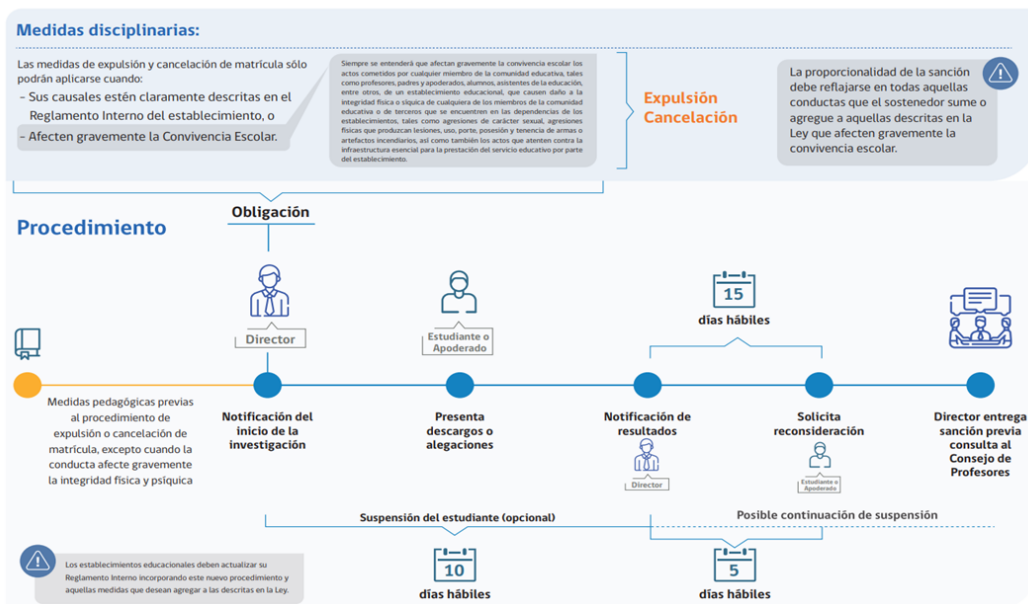 Medidas disciplinarias:
Las medidas de expulsión y cancelación de matrícula sólo
podrán aplicarse cuando:
- Sus causales estén claramente descritas en el
Reglamento Interno del establecimiento, o
- Afecten gravemente la Convivencia Escolar.
Siempre se entenderá que afectan gravemente la convivencia escolar los
actos cometidos por cualquier miembro de la comunidad educativa, tales
como profesores, padres y apoderados, alumnos, asistentes de la educación,
entre otros, de un establecimiento educacional, que causen daño a la
integridad física o síquica de cualquiera de los miembros de la comunidad
educativa o de terceros que se encuentren en las dependencias de los
establecimientos, tales como agresiones de carácter sexual, agresiones
físicas que produzcan lesiones, uso, porte, posesión y tenencia de armas o
artefactos incendiarios, así como también los actos que atenten contra la
infraestructura esencial para la prestación del servicio educativo por parte
del establecimiento.
Expulsión
Cancelación
La proporcionalidad de la sanción
debe reflajarse en todas aquellas
conductas que el sostenedor sume o
agregue a aquellas descritas en la
Ley que afecten gravemente la
convivencia escolar.
Procedimiento
Obligación
Director
Estudiante o
Apoderado
15
días hábiles
Medidas pedagógicas previas
al procedimiento de
expulsión o cancelación de
matrícula, excepto cuando la
conducta afecte gravemente
la integridad física y psíquica
Notificación del
inicio de la
investigación
Presenta
descargos o
alegaciones
Notificación de
resultados
Director
Solicita
reconsideración
Estudiante o
Apoderado
Director entrega
sanción previa
consulta al
Consejo de
Profesores
Suspensión del estudiante (opcional)
Posible continuación de suspensión
10
días hábiles
5
días hábiles
Los establecimientos educacionales deben actualizar su
Reglamento Interno incorporando este nuevo procedimiento y
aquellas medidas que desean agregar a las descritas en la Ley.